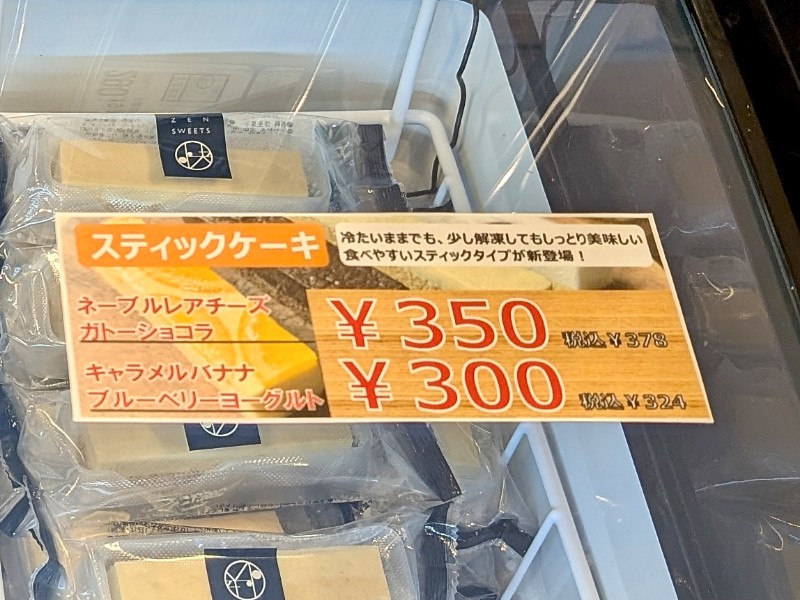 ZEN
SWEETS
スティックケーキ
冷たいままでも、少し解凍してもしっとり美味しい
食べやすいスティックタイプが新登場!
ネーブルレアチーズ
ガトーショコラ
¥350 税込¥378
キャラメルバナナ
ブルーベリーヨーグルト
¥300 税込¥324